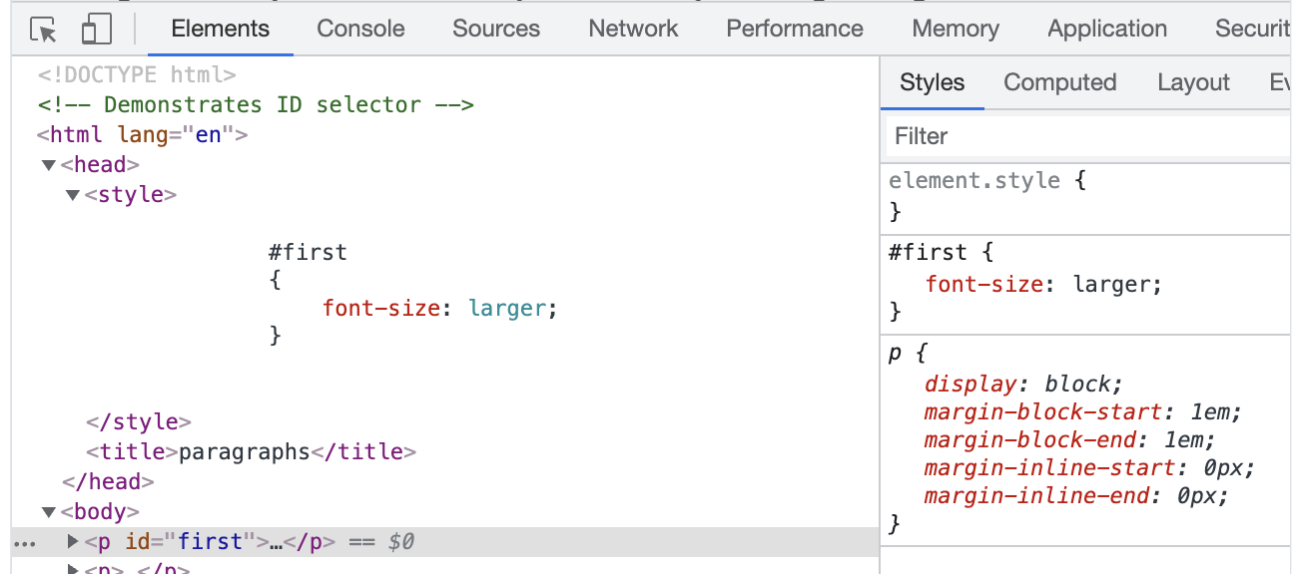 Elements Console Sources Network Performance Memory Application Securit
<!DOCTYPE html>
<!-- Demonstrates ID selector -->
<html lang="en">
▼<head>
▼<style>
#first
{
font-size: larger;
}
</style>
<title>paragraphs</title>
</head>
▼<body>
••• ▶<p id="first">…</p> == $0
▶<p> </p>
Styles Computed Layout Ev
Filter
element.style {
}
#first {
font-size: larger;
}
p {
display: block;
margin-block-start: 1em;
margin-block-end: 1em;
margin-inline-start: 0px;
margin-inline-end: 0px;
}